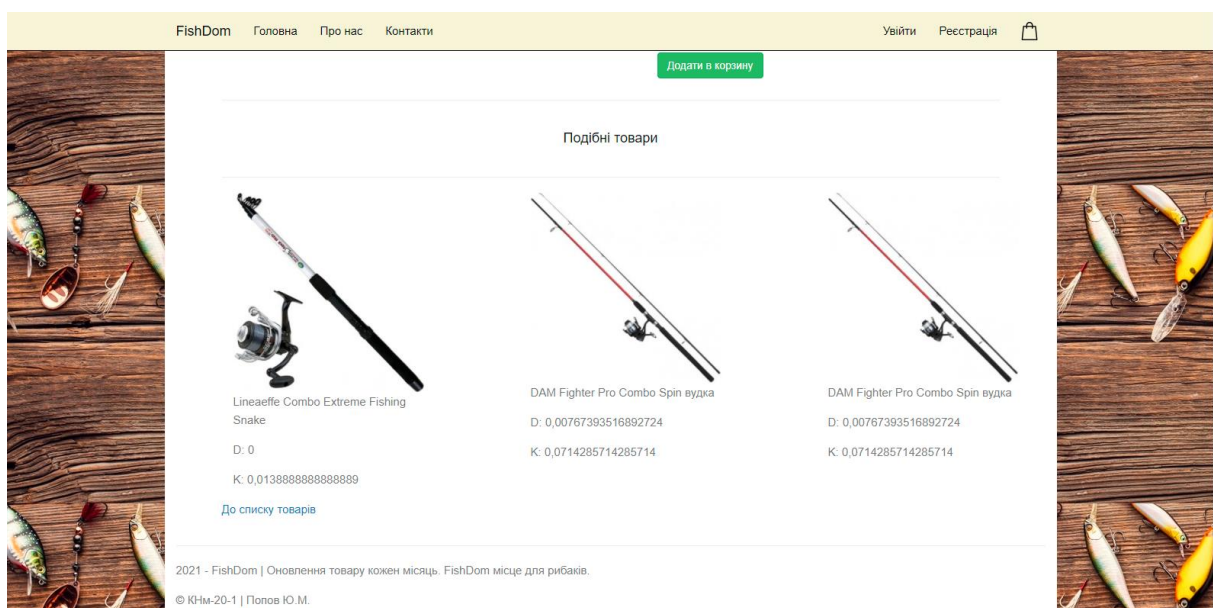 FishDom Головна Про нас Контакти Увійти Реєстрація
Додати в корзину
Подібні товари
Lineaeffe Combo Extreme Fishing
Snake
D: 0
K: 0,0138888888888889
DAM Fighter Pro Combo Spin вудка
D: 0,00767393516892724
K: 0,0714285714285714
DAM Fighter Pro Combo Spin вудка
D: 0,00767393516892724
K: 0,0714285714285714
До списку товарів
2021 - FishDom | Оновлення товару кожен місяць. FishDom місце для рибаків.
© КНм-20-1 | Попов Ю.М.